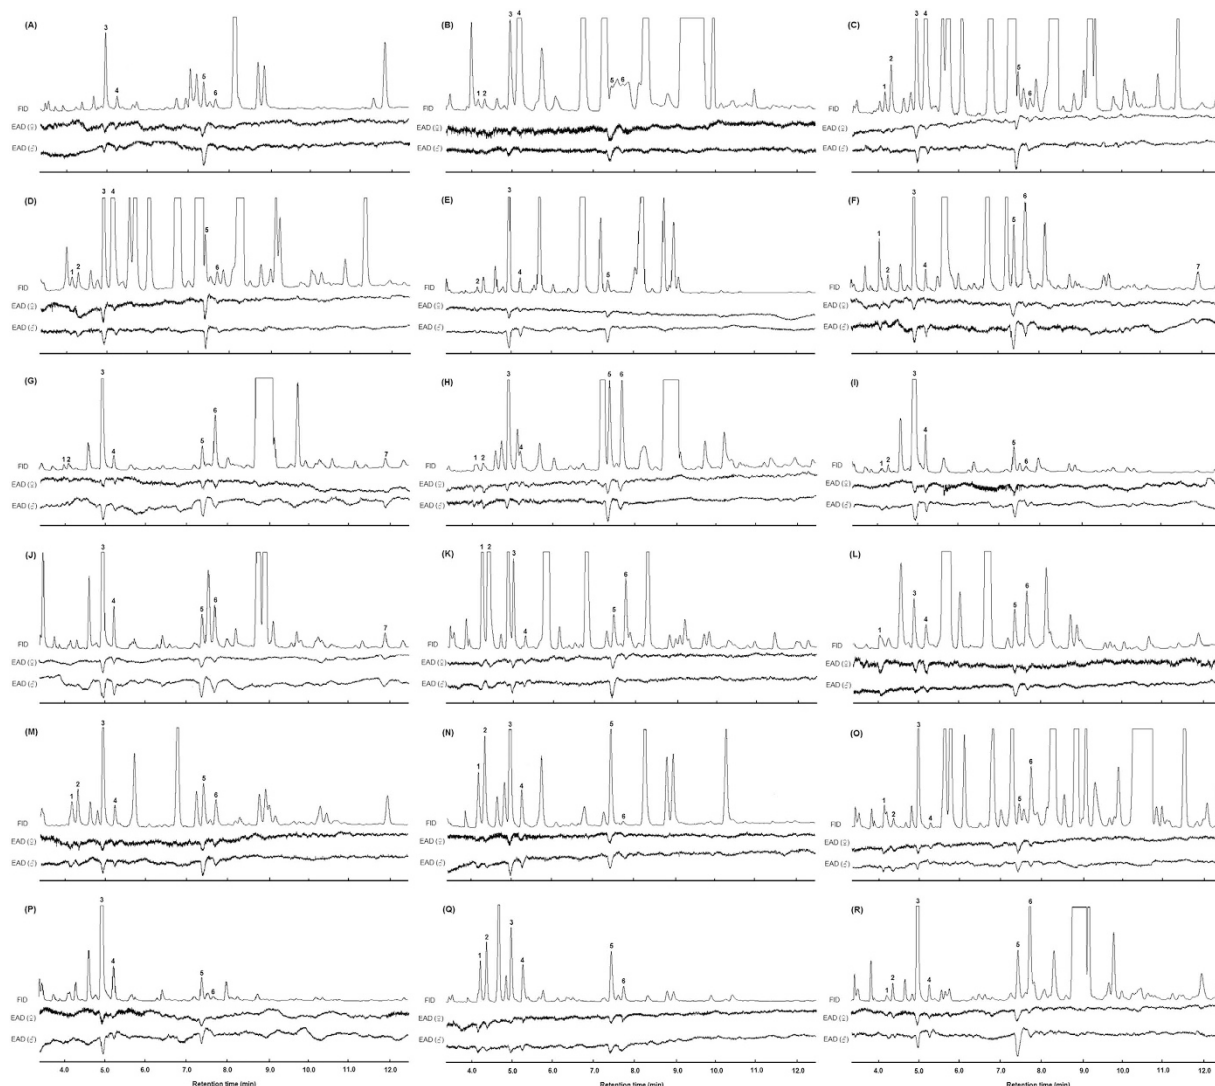 (A)
3
4
5
6
FID
EAD (♀)
EAD (♂)
(B)
3 4
1 2
5 6
FID
EAD (♀)
EAD (♂)
(C)
3 4
2
1
5
6
FID
EAD (♀)
EAD (♂)
(D)
3 4
5
1 2
6
FID
EAD (♀)
EAD (♂)
(E)
3
2
4
5
FID
EAD (♀)
EAD (♂)
(F)
3
6
1
5
2
4
7
FID
EAD (♀)
EAD (♂)
(G)
3
6
5
4
1 2
7
FID
EAD (♀)
EAD (♂)
(H)
3
5 6
4
1 2
FID
EAD (♀)
EAD (♂)
(I)
3
4
5
1 2
6
FID
EAD (♀)
EAD (♂)
(J)
3
4
5
6
7
FID
EAD (♀)
EAD (♂)
(K)
1 2 3
6
5
4
FID
EAD (♀)
EAD (♂)
(L)
3
6
5
4
1
FID
EAD (♀)
EAD (♂)
(M)
3
2
1
4
5
6
FID
EAD (♀)
EAD (♂)
(N)
3
5
2
1
4
6
FID
EAD (♀)
EAD (♂)
(O)
3
6
1
2
4
5
FID
EAD (♀)
EAD (♂)
(P)
3
4
5
6
FID
EAD (♀)
EAD (♂)
4.0 5.0 6.0 7.0 8.0 9.0 10.0 11.0 12.0
Retention time (min)
(Q)
3
2
1
4
5
6
FID
EAD (♀)
EAD (♂)
4.0 5.0 6.0 7.0 8.0 9.0 10.0 11.0 12.0
Retention time (min)
(R)
3
6
5
1 2
4
FID
EAD (♀)
EAD (♂)
4.0 5.0 6.0 7.0 8.0 9.0 10.0 11.0 12.0
Retention time (min)